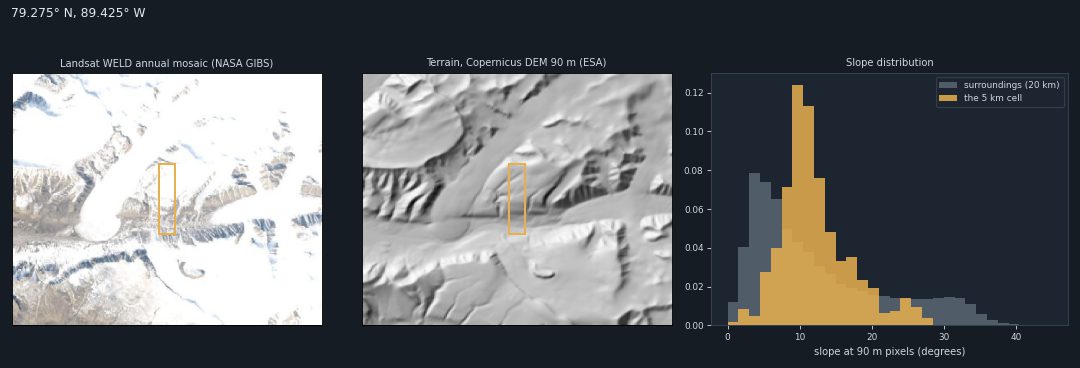 79.275° N, 89.425° W
Landsat WELD annual mosaic (NASA GIBS)
Terrain, Copernicus DEM 90 m (ESA)
Slope distribution
surroundings (20 km)
the 5 km cell
0.12
0.10
0.08
0.06
0.04
0.02
0.00
0 10 20 30 40
slope at 90 m pixels (degrees)